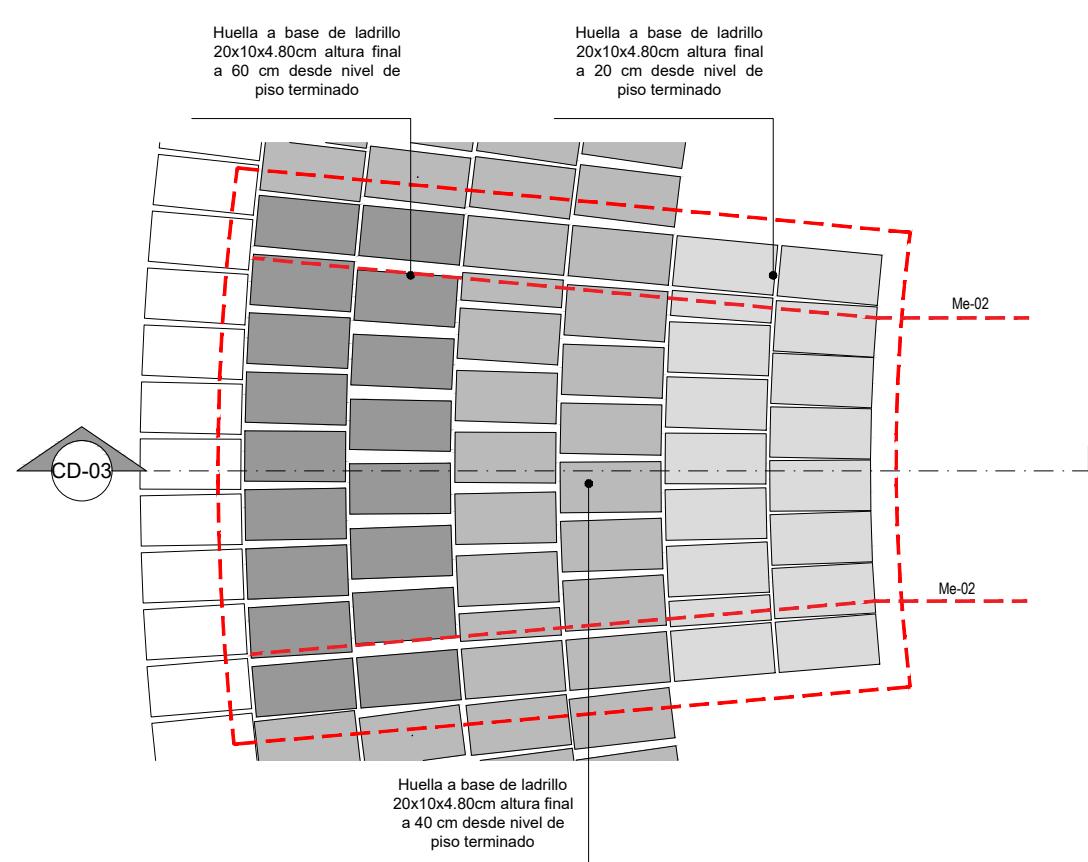 Huella a base de ladrillo
20x10x4.80cm altura final
a 60 cm desde nivel de
piso terminado
Huella a base de ladrillo
20x10x4.80cm altura final
a 20 cm desde nivel de
piso terminado
Me-02
CD-03
Me-02
Huella a base de ladrillo
20x10x4.80cm altura final
a 40 cm desde nivel de
piso terminado